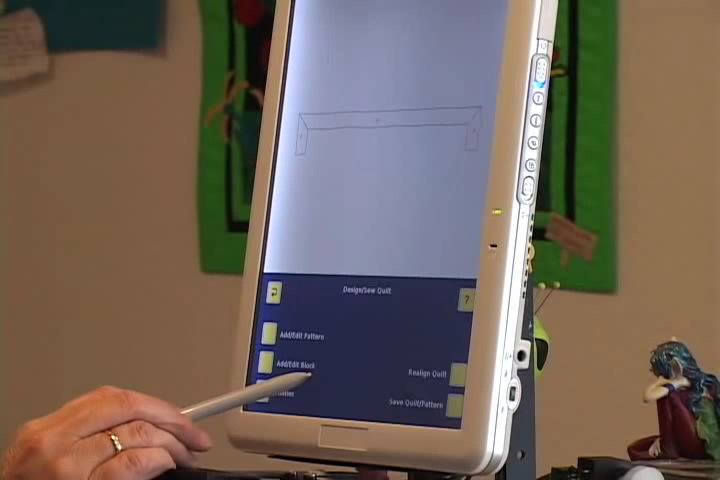 Design/Sew Quilt
?
Add/Edit Pattern
Add/Edit Block
Realign Quilt
Save Quilt/Pattern